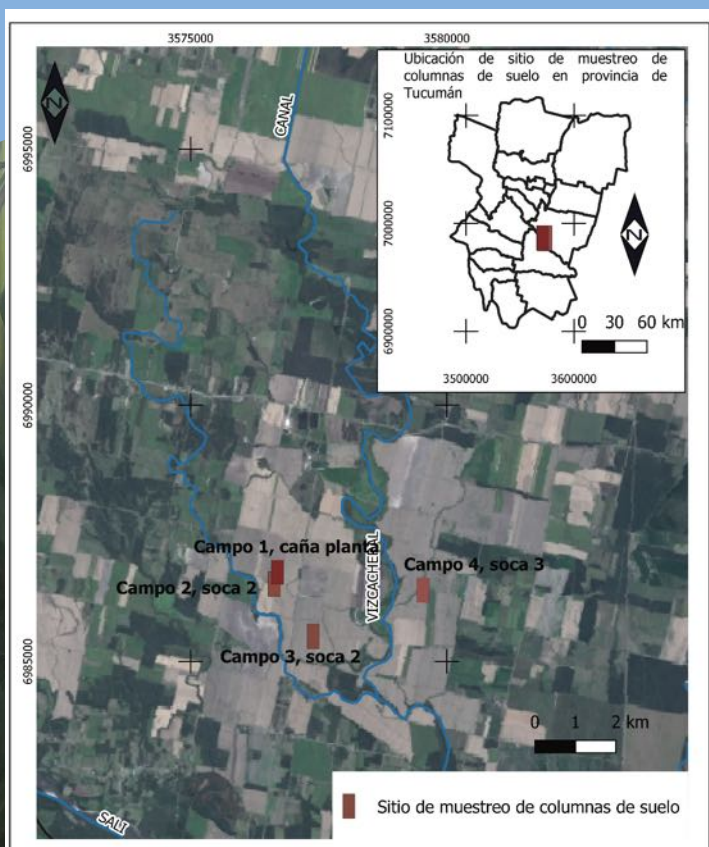 3575000
3580000
Ubicación de sitio de muestreo de
columnas de suelo en provincia de
Tucumán
N
7100000
7000000
6900000
N
0 30 60 km
3500000
3600000
6995000
6990000
6985000
CANAL
VIZCACHERAL
Campo 1, caña planta
Campo 2, soca 2
Campo 4, soca 3
Campo 3, soca 2
0 1 2 km
SALI
Sitio de muestreo de columnas de suelo